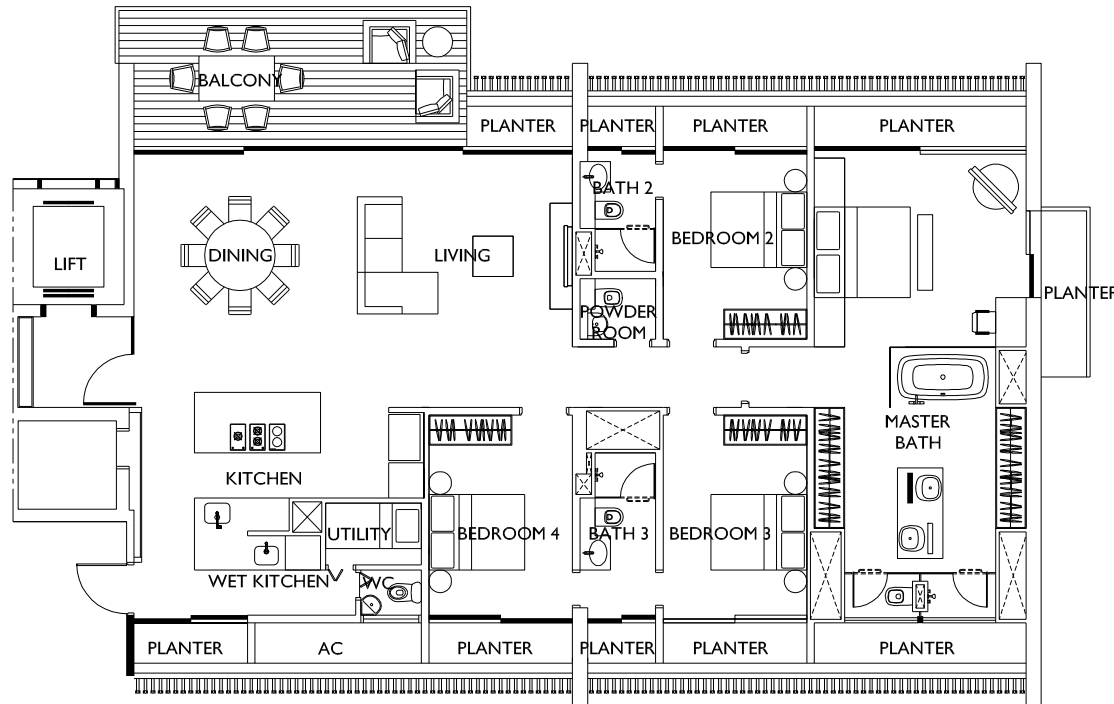 BALCONY
PLANTER
PLANTER
PLANTER
PLANTER
BATH 2
BEDROOM 2
LIFT
DINING
LIVING
PLANTER
POWDER
ROOM
MASTER
BATH
KITCHEN
UTILITY
BEDROOM 4
BATH 3
BEDROOM 3
WET KITCHEN
WC
PLANTER
AC
PLANTER
PLANTER
PLANTER
PLANTER